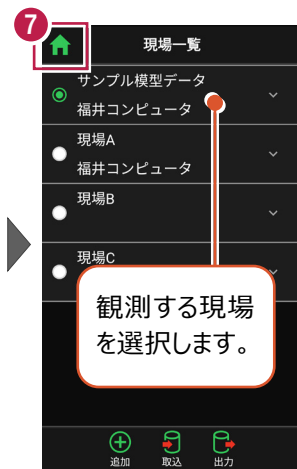 7
現場一覧
サンプル模型データ
福井コンピュータ
現場A
福井コンピュータ
現場B
現場C
観測する現場
を選択します。
追加
取込
出力